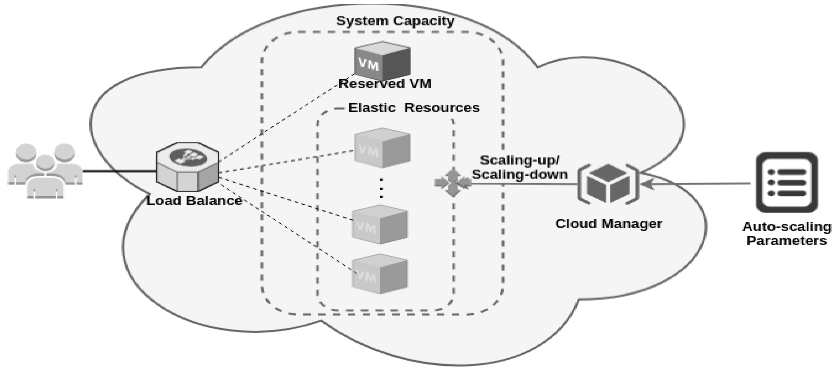 System Capacity
VM
Reserved VM
Elastic Resources
VM
VM
VM
Load Balance
Scaling-up/
Scaling-down
Cloud Manager
Auto-scaling
Parameters